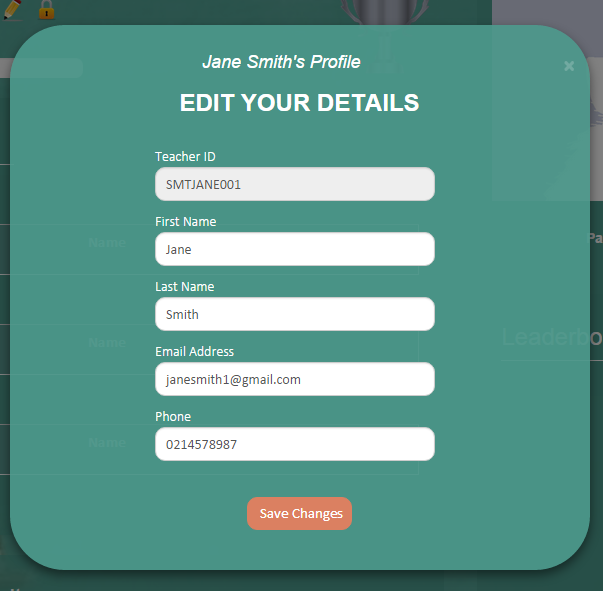 Jane Smith's Profile
×
EDIT YOUR DETAILS
Teacher ID
SMTJANE001
First Name
Jane
Name
Last Name
Smith
Leaderbo
Name
Email Address
janesmith1@gmail.com
Phone
0214578987
Name
Save Changes